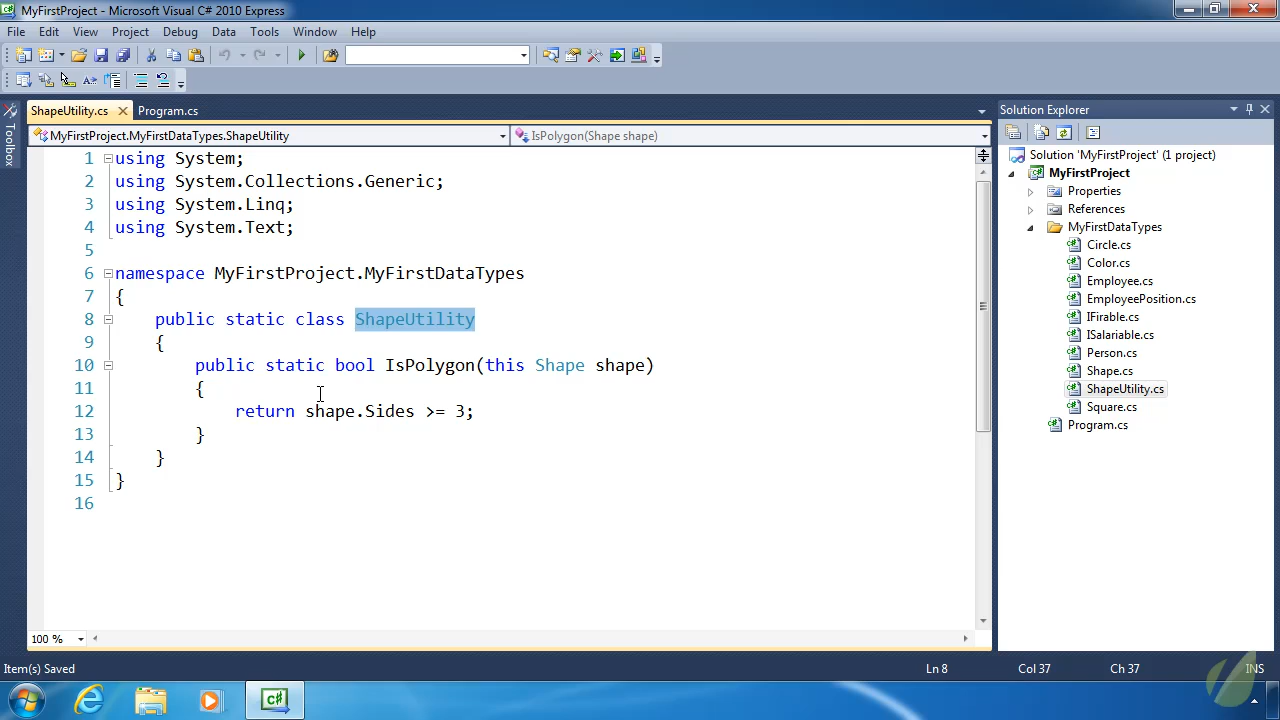 MyFirstProject - Microsoft Visual C# 2010 Express
File Edit View Project Debug Data Tools Window Help
ShapeUtility.cs Program.cs
MyFirstProject.MyFirstDataTypes.ShapeUtility IsPolygon(Shape shape)
Toolbox
1 using System;
2 using System.Collections.Generic;
3 using System.Linq;
4 using System.Text;
5
6 namespace MyFirstProject.MyFirstDataTypes
7 {
8 public static class ShapeUtility
9 {
10 public static bool IsPolygon(this Shape shape)
11 {
12 return shape.Sides >= 3;
13 }
14 }
15 }
16
100 %
Solution Explorer
Solution 'MyFirstProject' (1 project)
MyFirstProject
Properties
References
MyFirstDataTypes
Circle.cs
Color.cs
Employee.cs
EmployeePosition.cs
IFirable.cs
ISalariable.cs
Person.cs
Shape.cs
ShapeUtility.cs
Square.cs
Program.cs
Item(s) Saved Ln 8 Col 37 Ch 37 INS